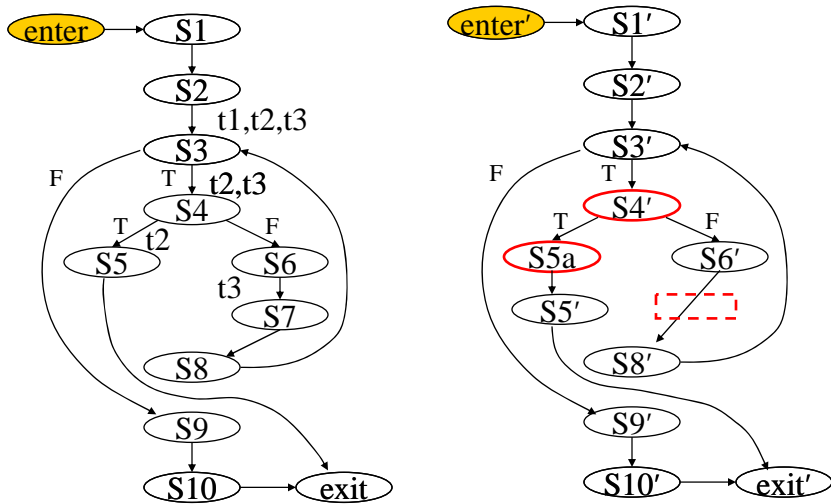 enter
S1
S2
t1,t2,t3
S3
F
T
t2,t3
S4
T
F
t2
S5
S6
t3
S7
S8
S9
S10
exit
enter′
S1′
S2′
S3′
F
T
S4′
T
F
S5a
S6′
S5′
S8′
S9′
S10′
exit′